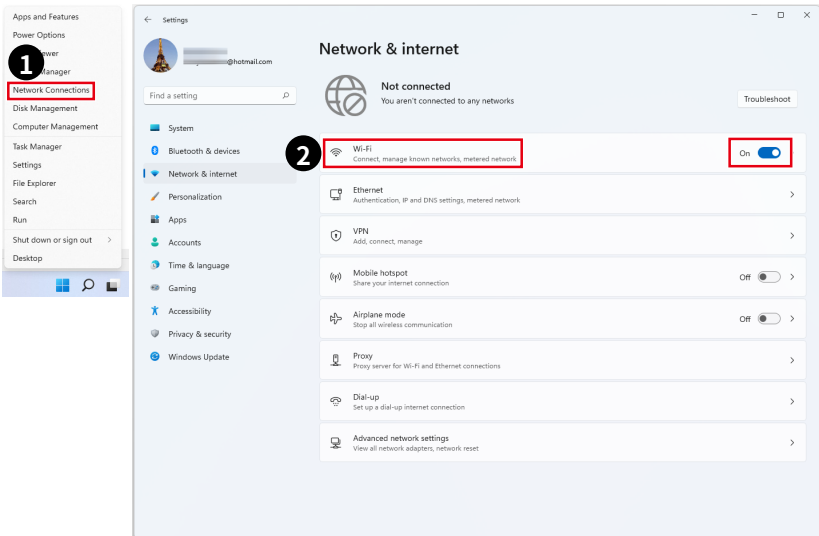 Apps and Features
Power Options
ewer
1
Manager
Network Connections
Disk Management
Computer Management
Task Manager
Settings
File Explorer
Search
Run
Shut down or sign out
Desktop
Settings
@hotmail.com
Find a setting
System
Bluetooth & devices
Network & internet
Personalization
Apps
Accounts
Time & language
Gaming
Accessibility
Privacy & security
Windows Update
Network & internet
Not connected
You aren't connected to any networks
Troubleshoot
2
Wi-Fi
Connect, manage known networks, metered network
On
Ethernet
Authentication, IP and DNS settings, metered network
VPN
Add, connect, manage
Mobile hotspot
Share your internet connection
Off
Airplane mode
Stop all wireless communication
Off
Proxy
Proxy server for Wi-Fi and Ethernet connections
Dial-up
Set up a dial-up internet connection
Advanced network settings
View all network adapters, network reset